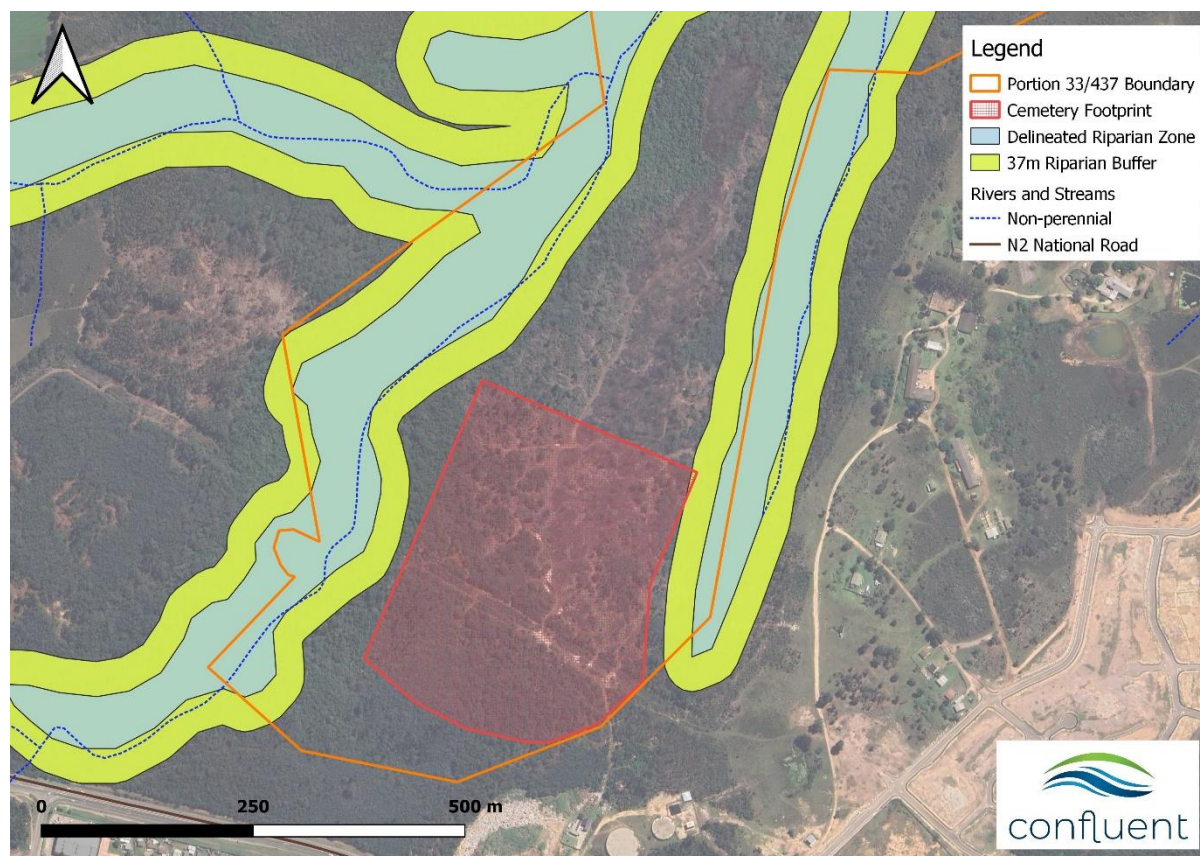 Legend
Portion 33/437 Boundary
Cemetery Footprint
Delineated Riparian Zone
37m Riparian Buffer
Rivers and Streams
Non-perennial
N2 National Road
0 250 500 m
confluent